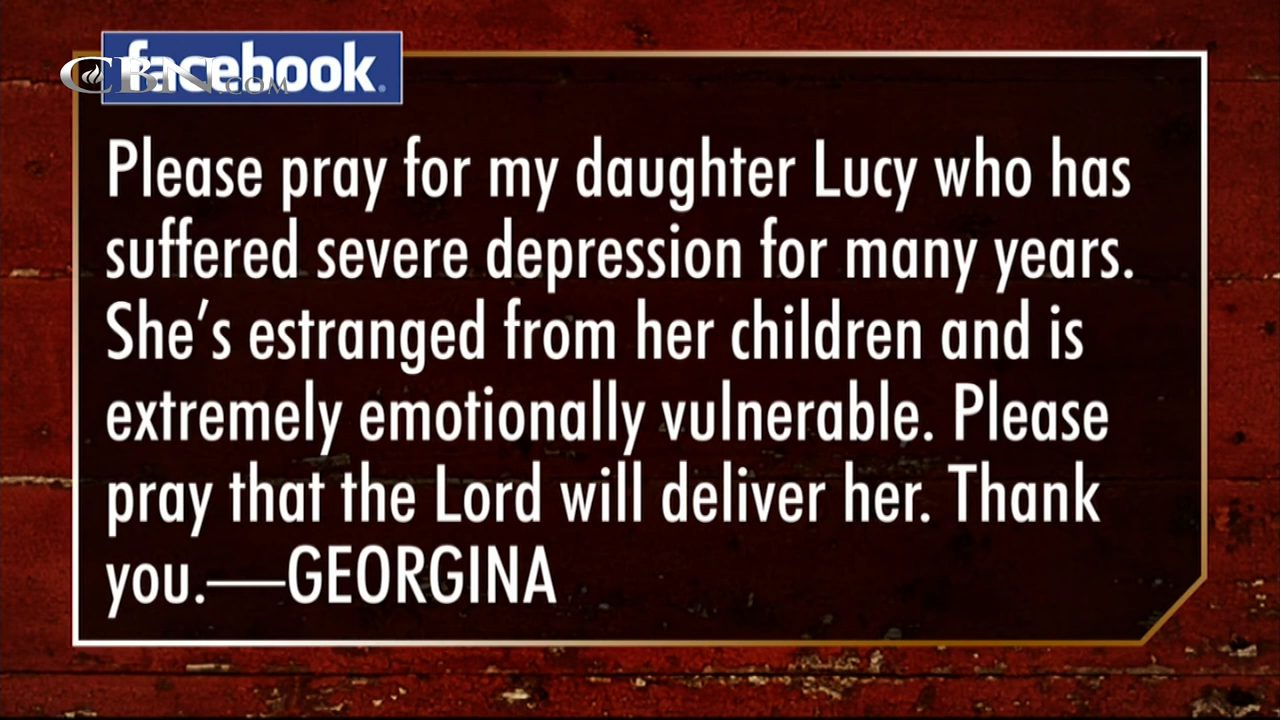 facebook.
CBN.COM
Please pray for my daughter Lucy who has
suffered severe depression for many years.
She's estranged from her children and is
extremely emotionally vulnerable. Please
pray that the Lord will deliver her. Thank
you.—GEORGINA